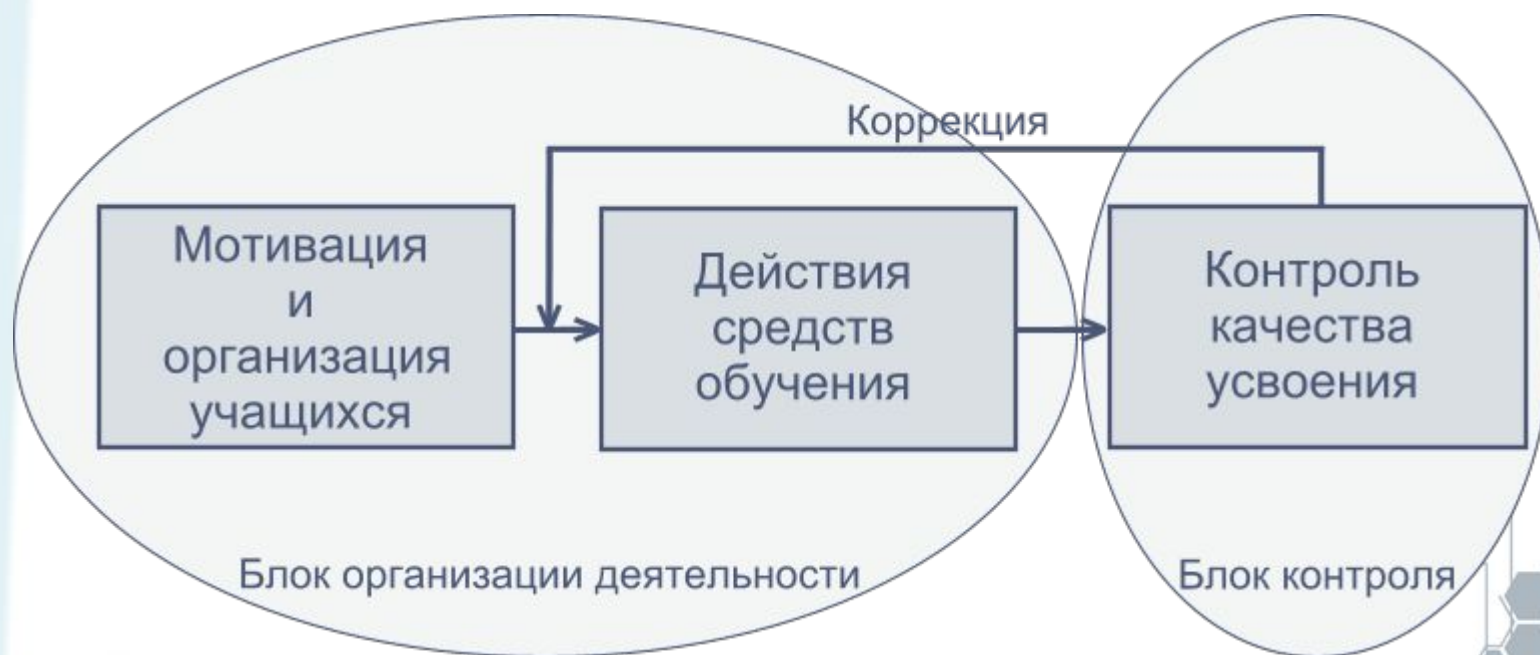 Коррекция
Мотивация
и
организация
учащихся
Действия
средств
обучения
Контроль
качества
усвоения
Блок организации деятельности
Блок контроля